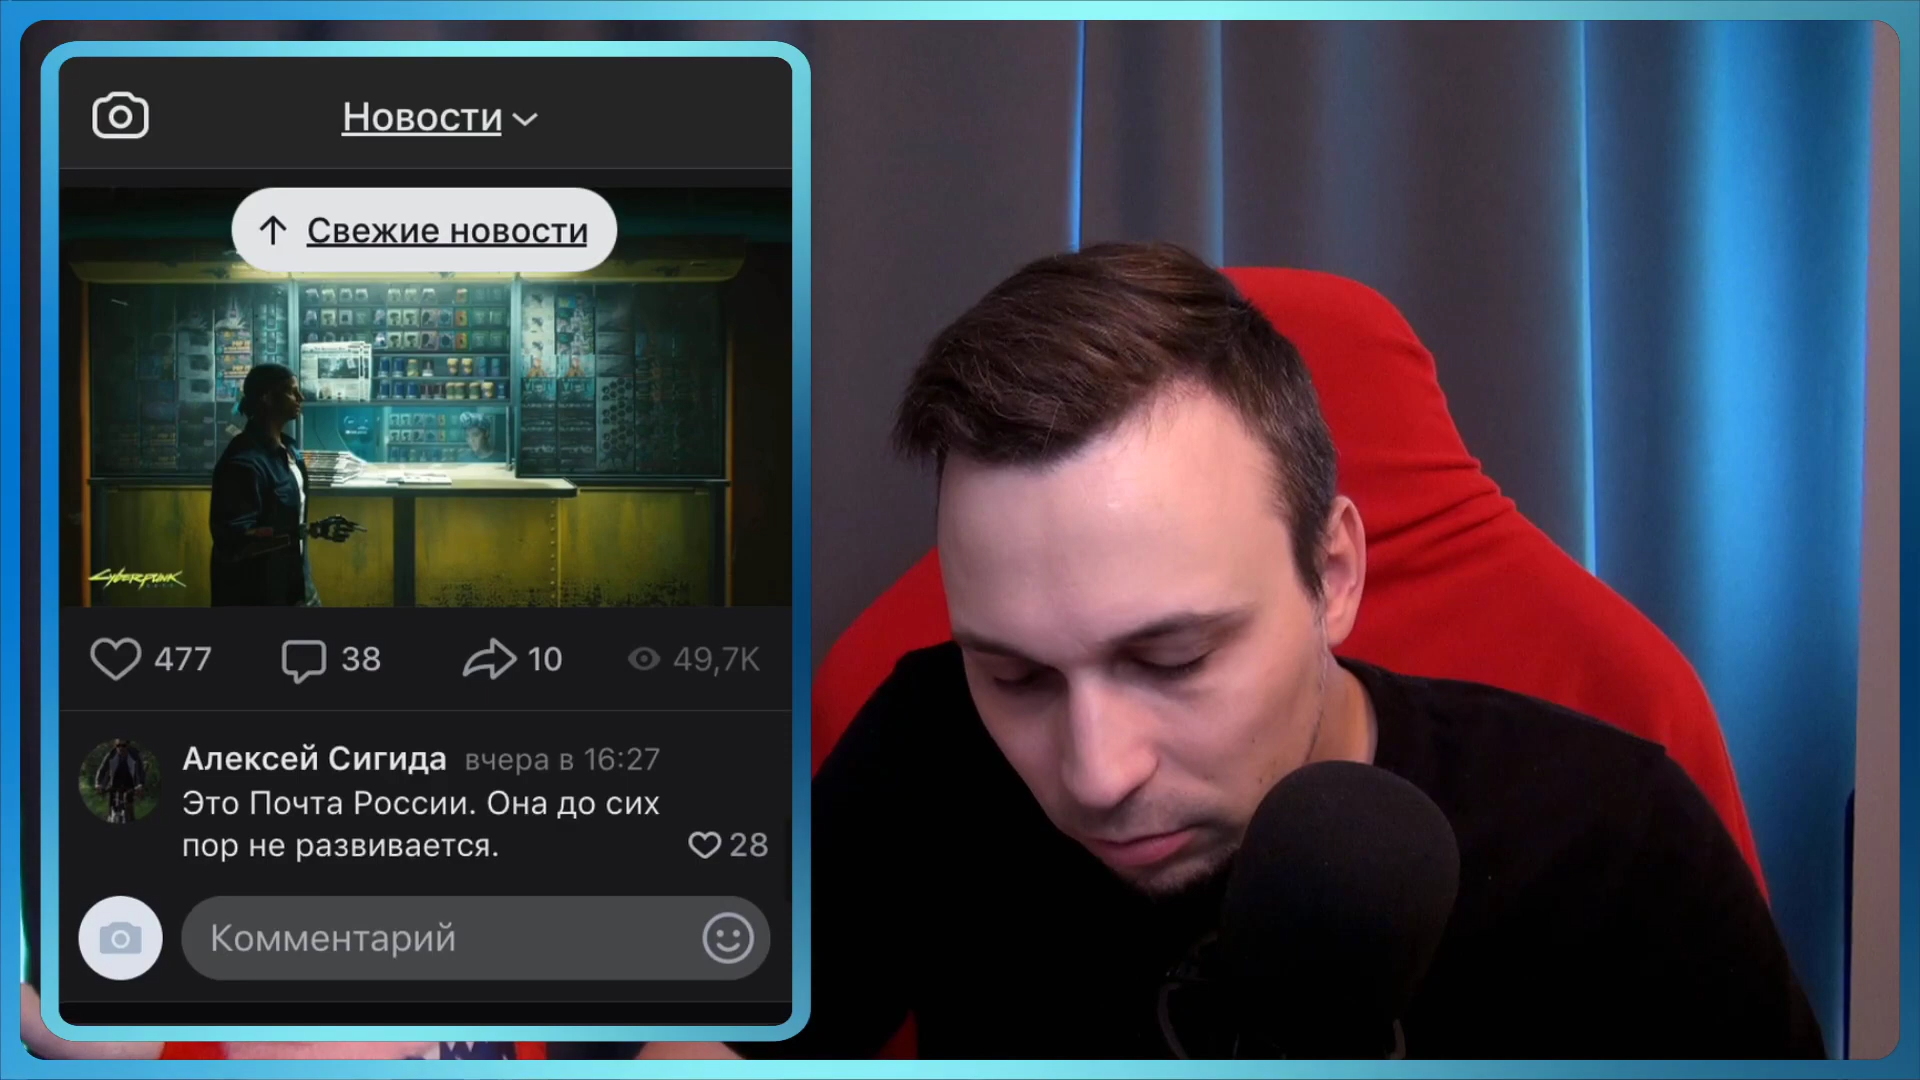 Новости
Свежие новости
Cyberpunk
477
38
10
49,7K
Алексей Сигида вчера в 16:27
Это Почта России. Она до сих
пор не развивается.
28
Комментарий